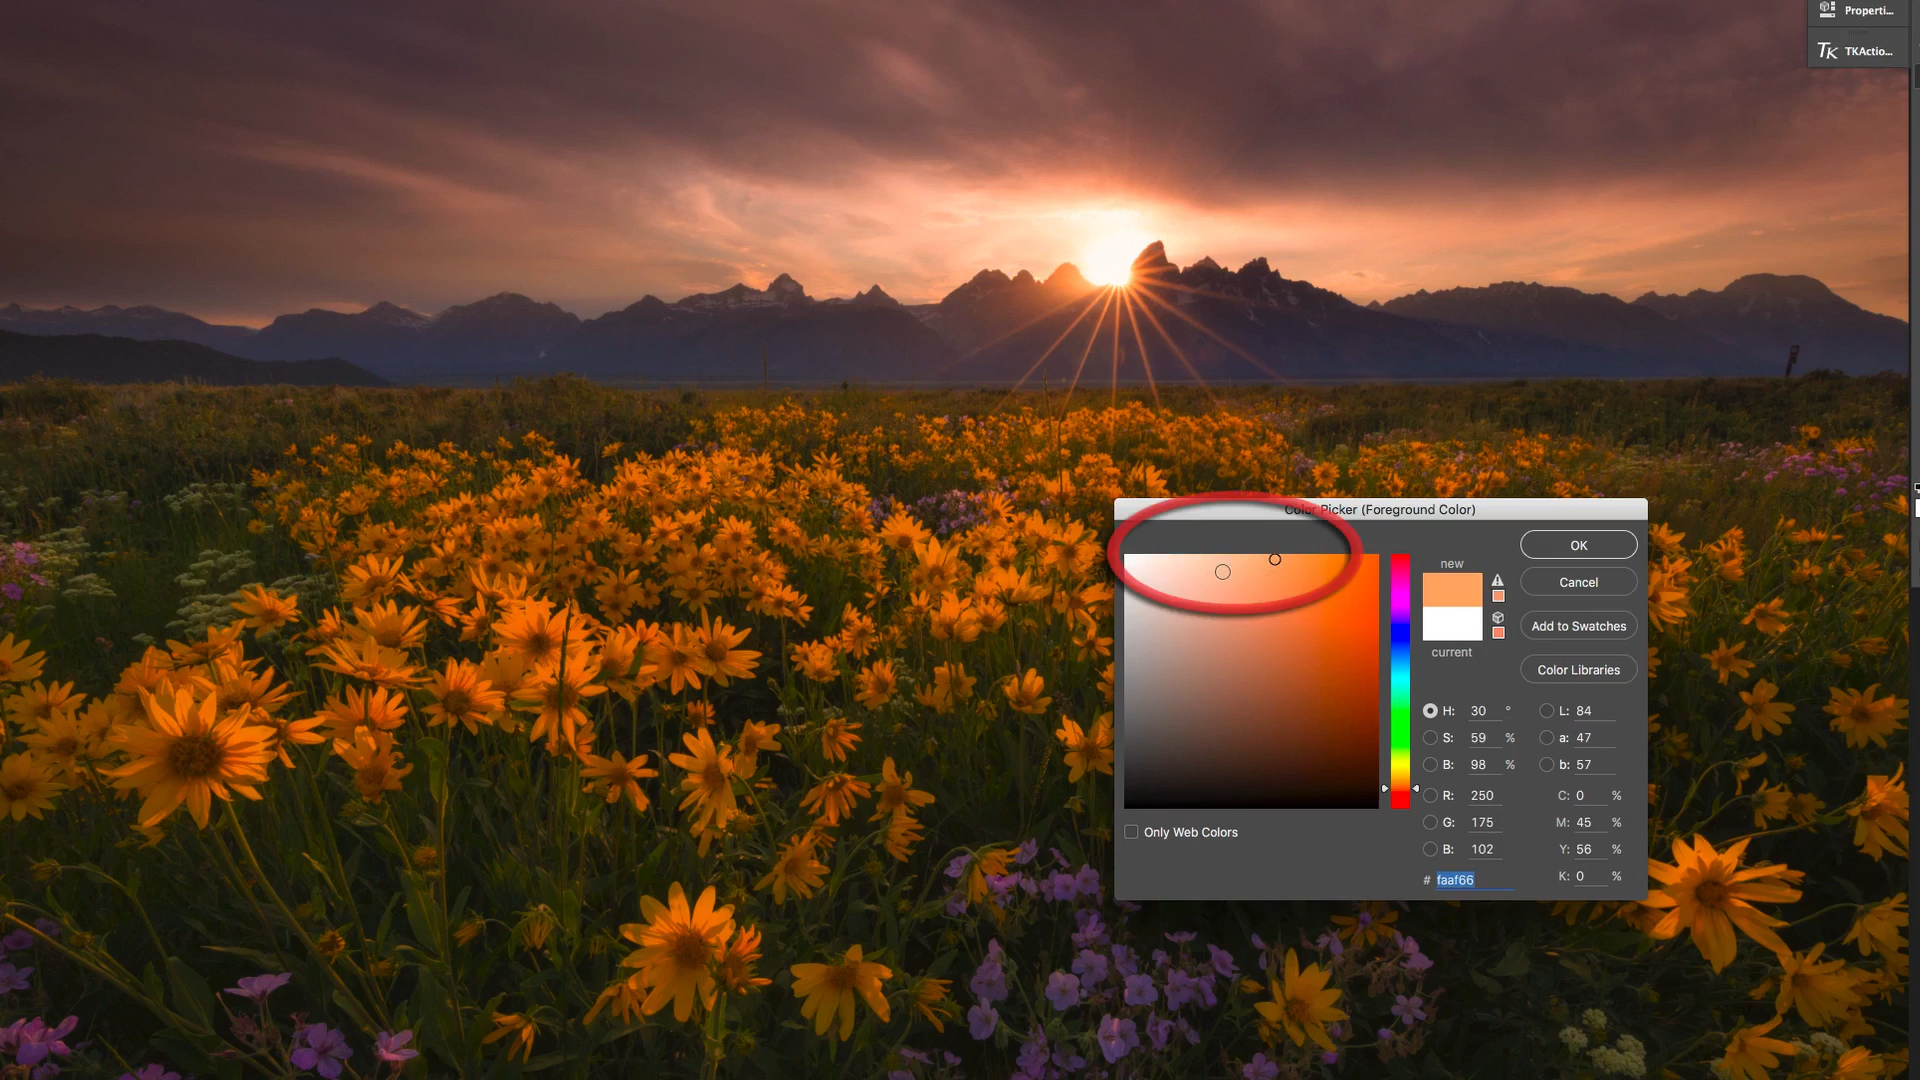 Properti...
TK TKActio...
Color Picker (Foreground Color)
OK
new
Cancel
Add to Swatches
current
Color Libraries
H: 30 ° L: 84
S: 59 % a: 47
B: 98 % b: 57
R: 250 C: 0 %
G: 175 M: 45 %
Only Web Colors
B: 102 Y: 56 %
# faaf66 K: 0 %